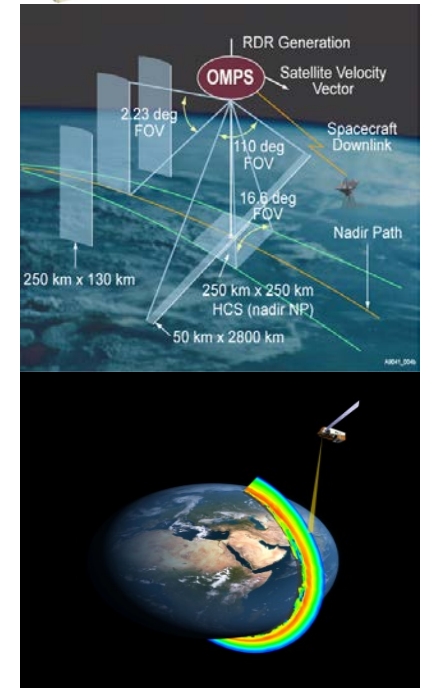 RDR Generation
OMPS
Satellite Velocity
Vector
2.23 deg
FOV
110 deg
FOV
Spacecraft
Downlink
16.6 deg
FOV
Nadir Path
250 km x 130 km
250 km x 250 km
HCS (nadir NP)
50 km x 2800 km
A9041_004b